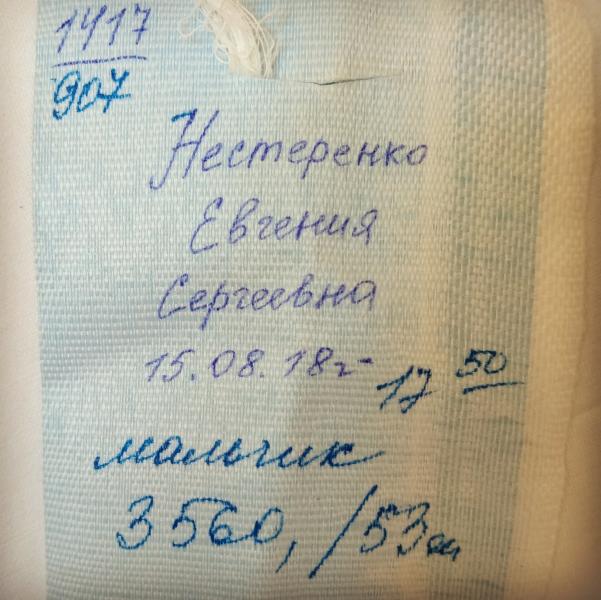 1417
907
Нестеренко
Евгения
Сергеевна
15.08.18г- 17 50
мальчик
3560, /53см